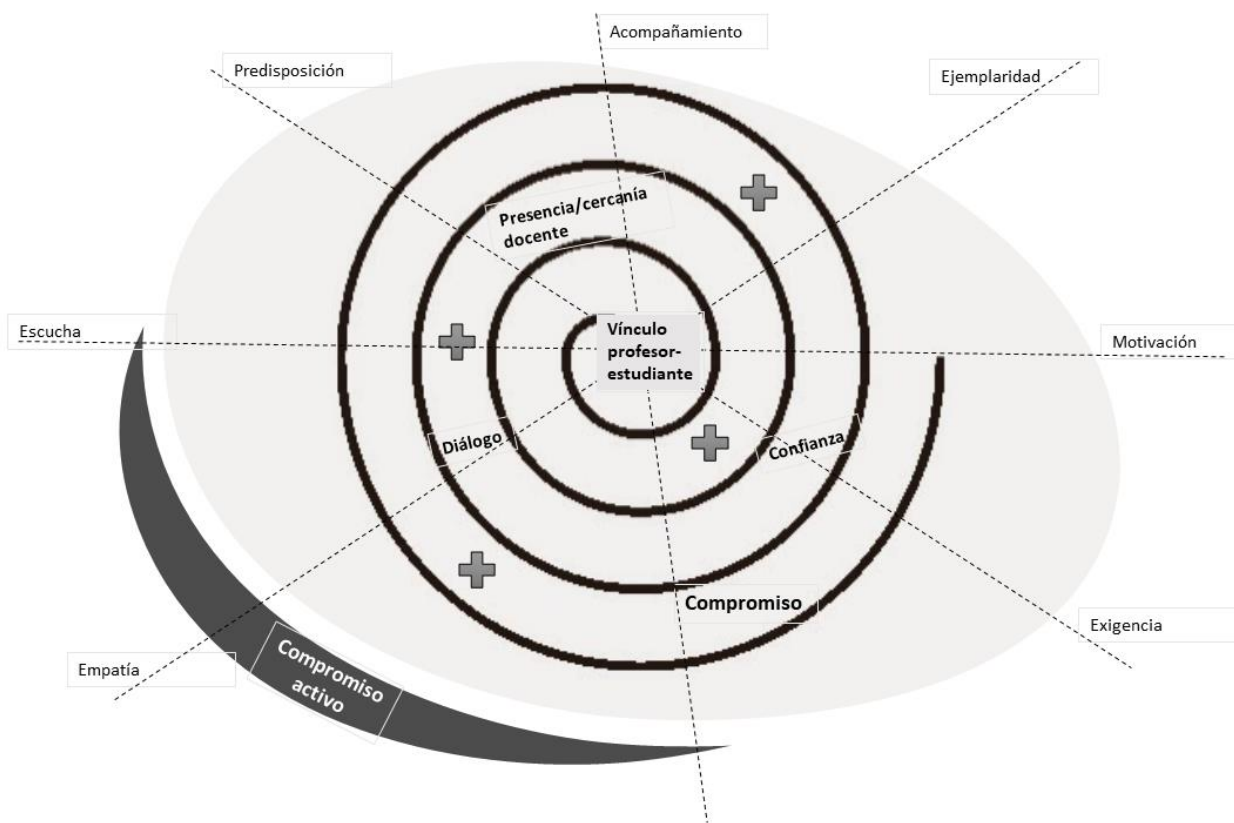 Acompañamiento
Predisposición
Ejemplaridad
Presencia/cercanía
docente
Escucha
Vínculo
profesor-
estudiante
Motivación
Diálogo
Confianza
Compromiso
Exigencia
Empatía
Compromiso
activo